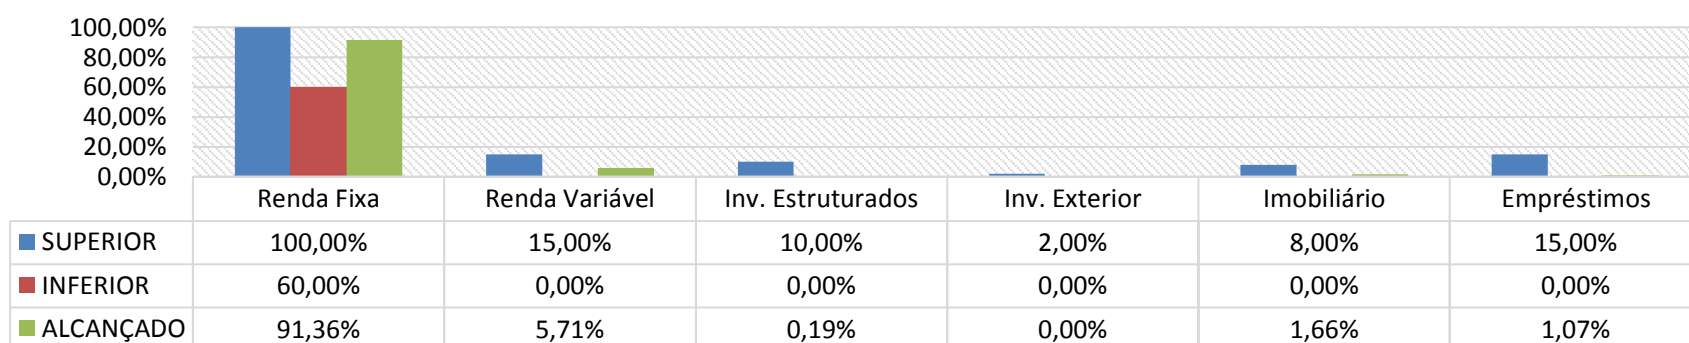 100,00%
80,00%
60,00%
40,00%
20,00%
0,00%
Renda Fixa Renda Variável Inv. Estruturados Inv. Exterior Imobiliário Empréstimos
SUPERIOR 100,00% 15,00% 10,00% 2,00% 8,00% 15,00%
INFERIOR 60,00% 0,00% 0,00% 0,00% 0,00% 0,00%
ALCANÇADO 91,36% 5,71% 0,19% 0,00% 1,66% 1,07%